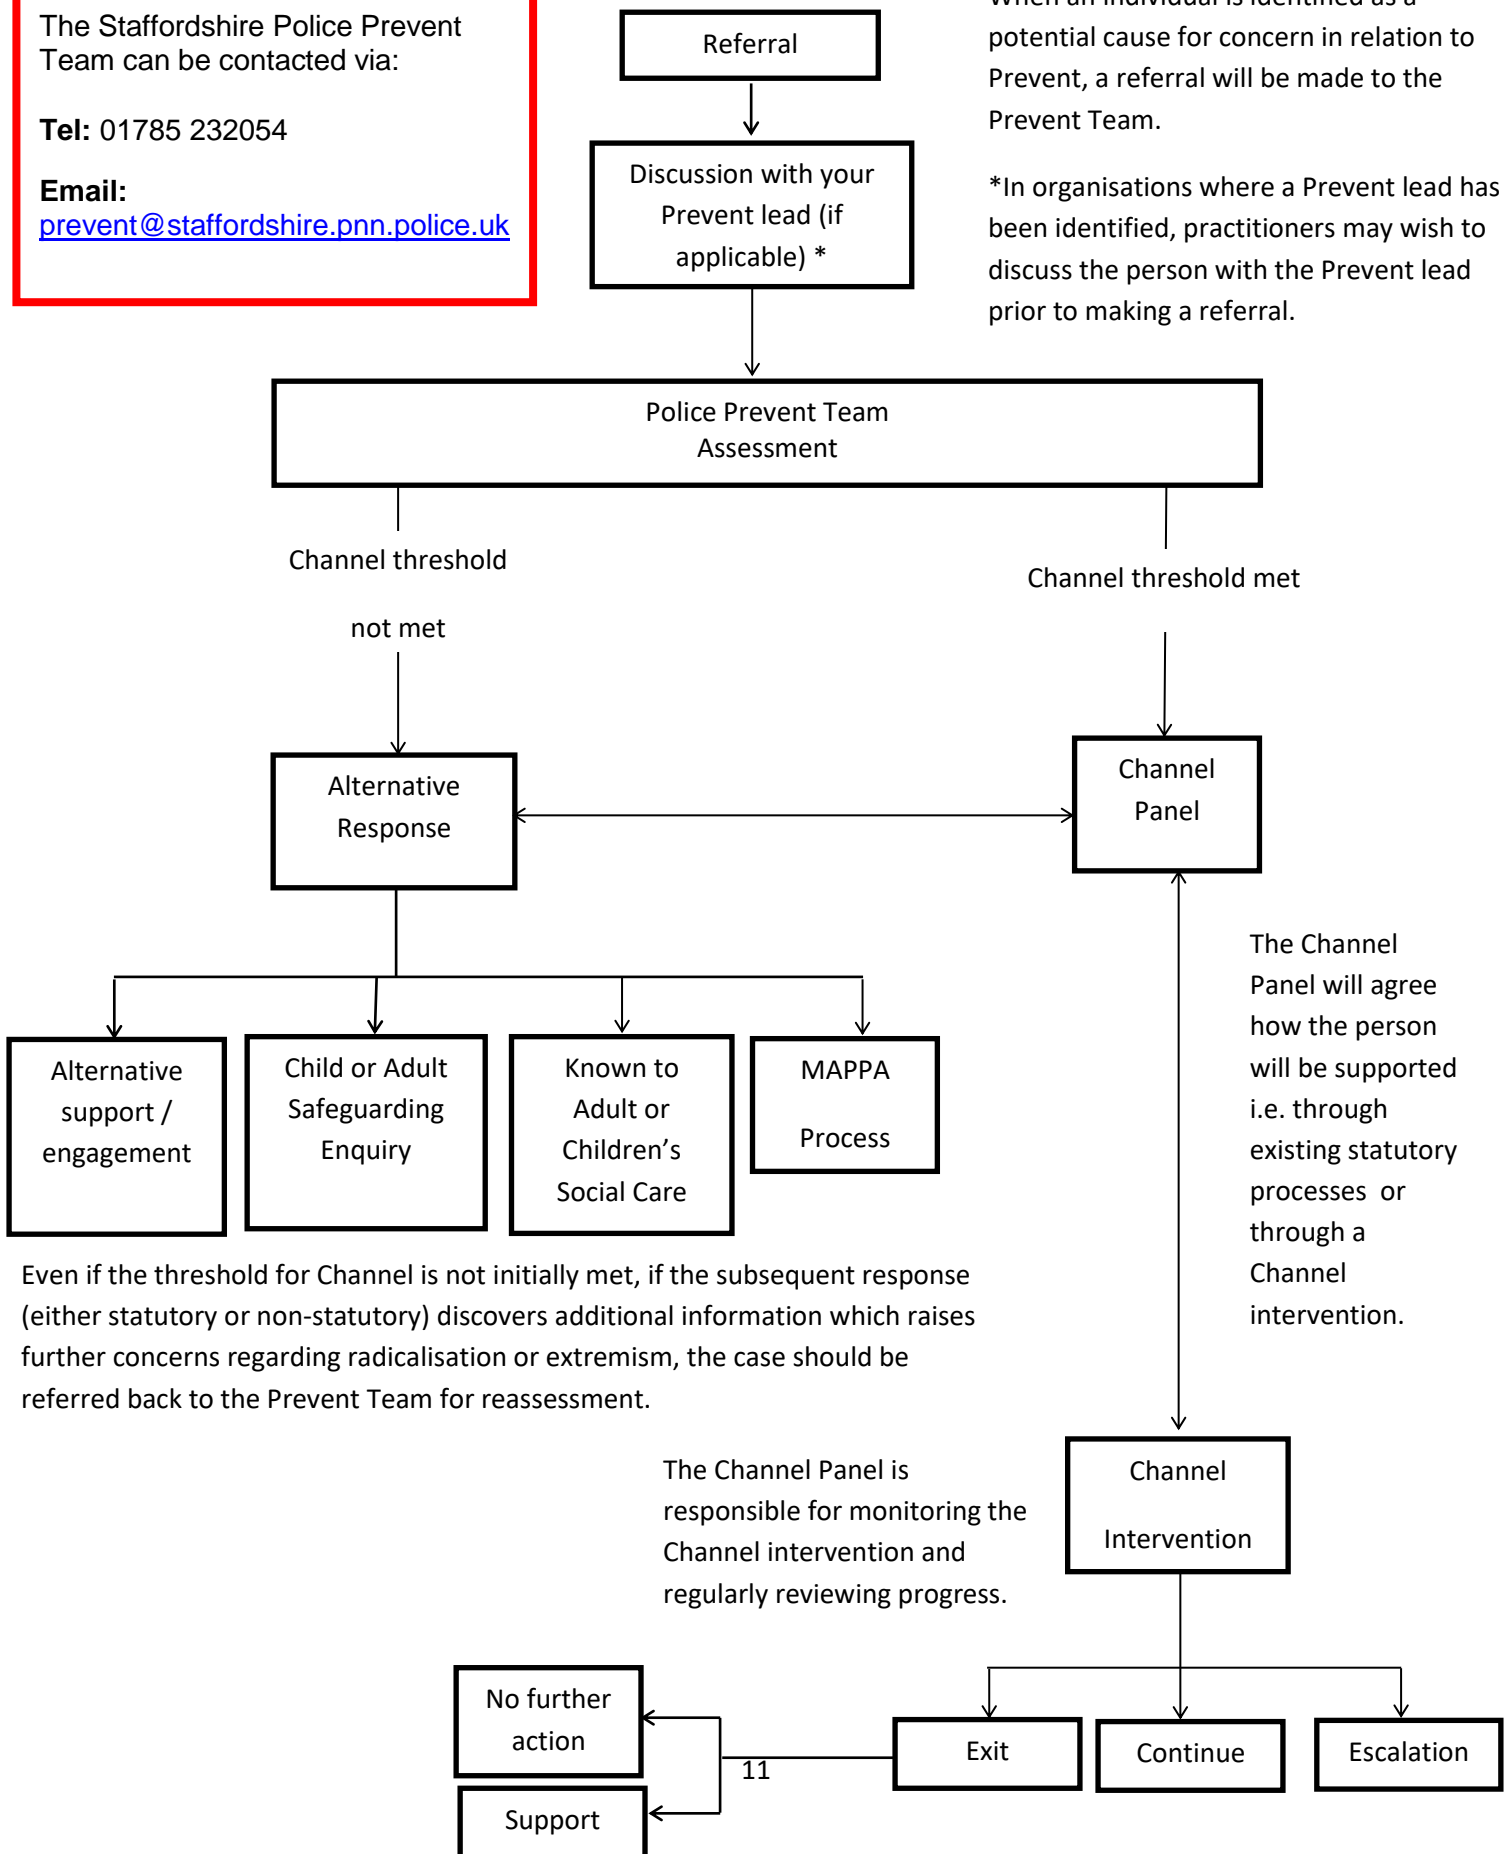 The Staffordshire Police Prevent
Team can be contacted via:
Tel: 01785 232054
Email:
prevent@staffordshire.pnn.police.uk
Referral
When an individual is identified as a
potential cause for concern in relation to
Prevent, a referral will be made to the
Prevent Team.
Discussion with your
Prevent lead (if
applicable) *
*In organisations where a Prevent lead has
been identified, practitioners may wish to
discuss the person with the Prevent lead
prior to making a referral.
Police Prevent Team
Assessment
Channel threshold
not met
Channel threshold met
Alternative
Response
Channel
Panel
The Channel
Panel will agree
how the person
will be supported
i.e. through
existing statutory
processes or
through a
Channel
intervention.
Alternative
support /
engagement
Child or Adult
Safeguarding
Enquiry
Known to
Adult or
Children's
Social Care
MAPPA
Process
Even if the threshold for Channel is not initially met, if the subsequent response
(either statutory or non-statutory) discovers additional information which raises
further concerns regarding radicalisation or extremism, the case should be
referred back to the Prevent Team for reassessment.
The Channel Panel is
responsible for monitoring the
Channel intervention and
regularly reviewing progress.
Channel
Intervention
No further
action
Support
Exit
Continue
Escalation
11